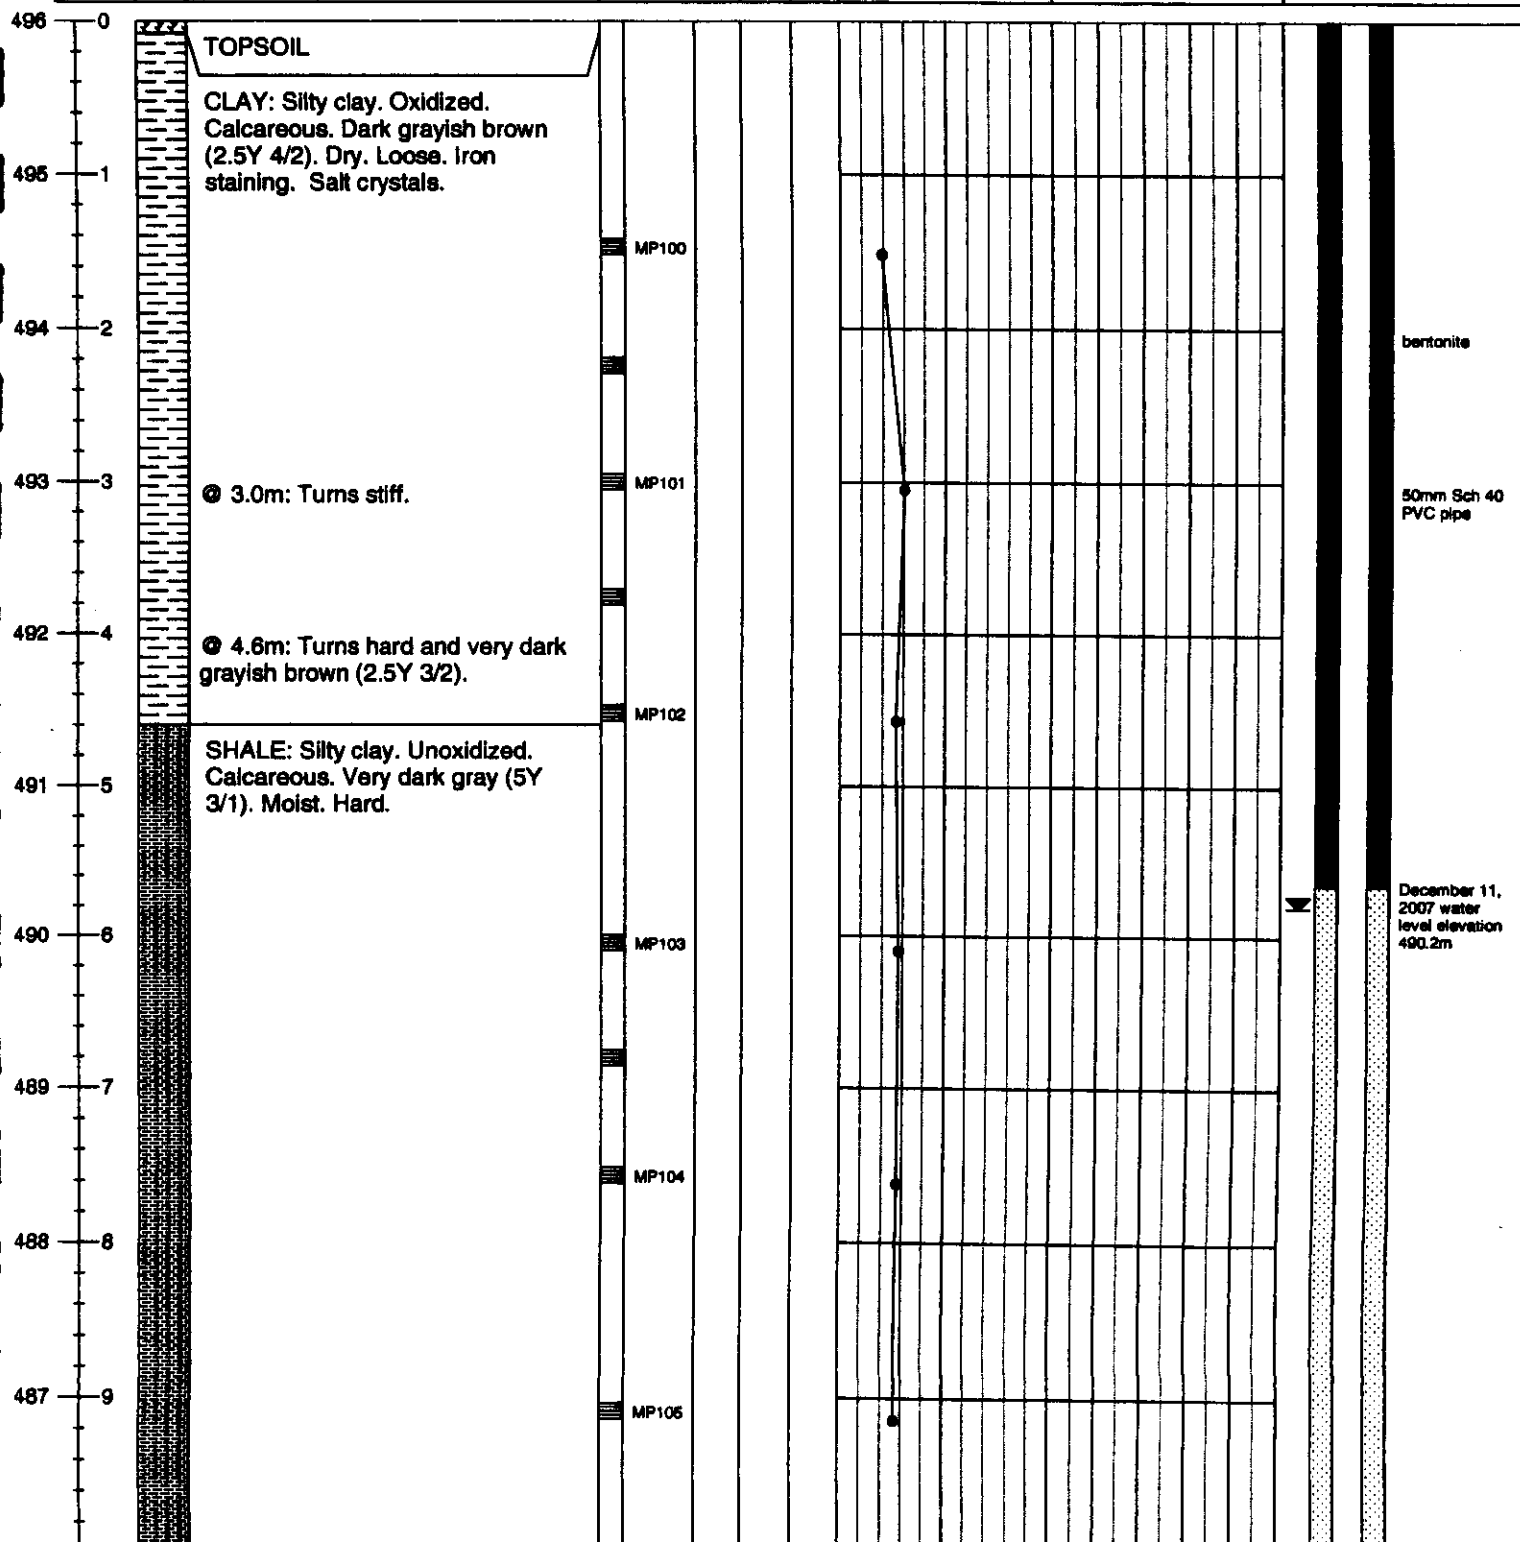 496 0
TOPSOIL
CLAY: Silty clay. Oxidized.
Calcareous. Dark grayish brown
(2.5Y 4/2). Dry. Loose. Iron
staining. Salt crystals.
495 1
MP100
494 2
bentonite
493 3
@ 3.0m: Turns stiff.
MP101
50mm Sch 40
PVC pipe
492 4
@ 4.6m: Turns hard and very dark
grayish brown (2.5Y 3/2).
MP102
SHALE: Silty clay. Unoxidized.
Calcareous. Very dark gray (5Y
3/1). Moist. Hard.
491 5
December 11,
2007 water
level elevation
490.2m
490 6
MP103
489 7
MP104
488 8
487 9
MP105